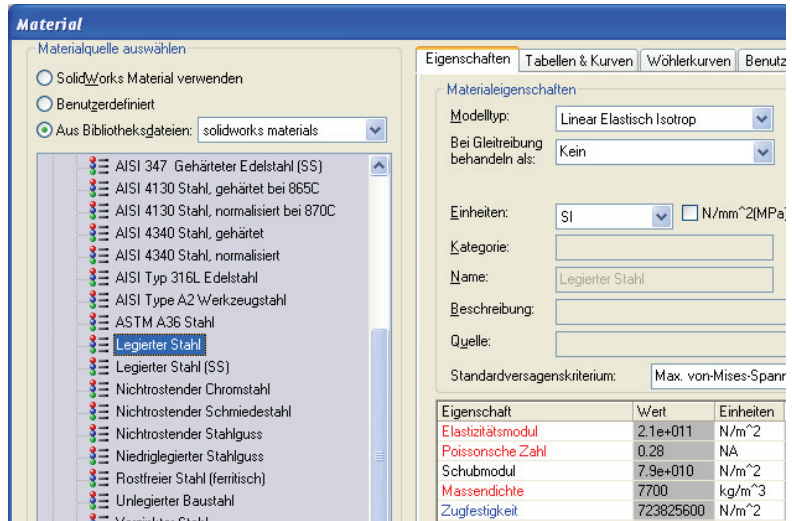 Material
Materialquelle auswählen
SolidWorks Material verwenden
Benutzerdefiniert
Aus Bibliotheksdateien: solidworks materials
AISI 347 Gehärteter Edelstahl (SS)
AISI 4130 Stahl, gehärtet bei 865C
AISI 4130 Stahl, normalisiert bei 870C
AISI 4340 Stahl, gehärtet
AISI 4340 Stahl, normalisiert
AISI Typ 316L Edelstahl
AISI Type A2 Werkzeugstahl
ASTM A36 Stahl
Legierter Stahl
Legierter Stahl (SS)
Nichtrostender Chromstahl
Nichtrostender Schmiedestahl
Nichtrostender Stahlguss
Niedriglegierter Stahlguss
Rostfreier Stahl (ferritisch)
Unlegierter Baustahl
Eigenschaften Tabellen & Kurven Wöhlerkurven Benutz
Materialeigenschaften
Modelltyp: Linear Elastisch Isotrop
Bei Gleitreibung
behandeln als: Kein
Einheiten: SI N/mm^2(MPa)
Kategorie:
Name: Legierter Stahl
Beschreibung:
Quelle:
Standardversagenskriterium: Max. von-Mises-Spann
Eigenschaft Wert Einheiten
Elastizitätsmodul 2.1e+011 N/m^2
Poissonsche Zahl 0.28 NA
Schubmodul 7.9e+010 N/m^2
Massendichte 7700 kg/m^3
Zugfestigkeit 723825600 N/m^2